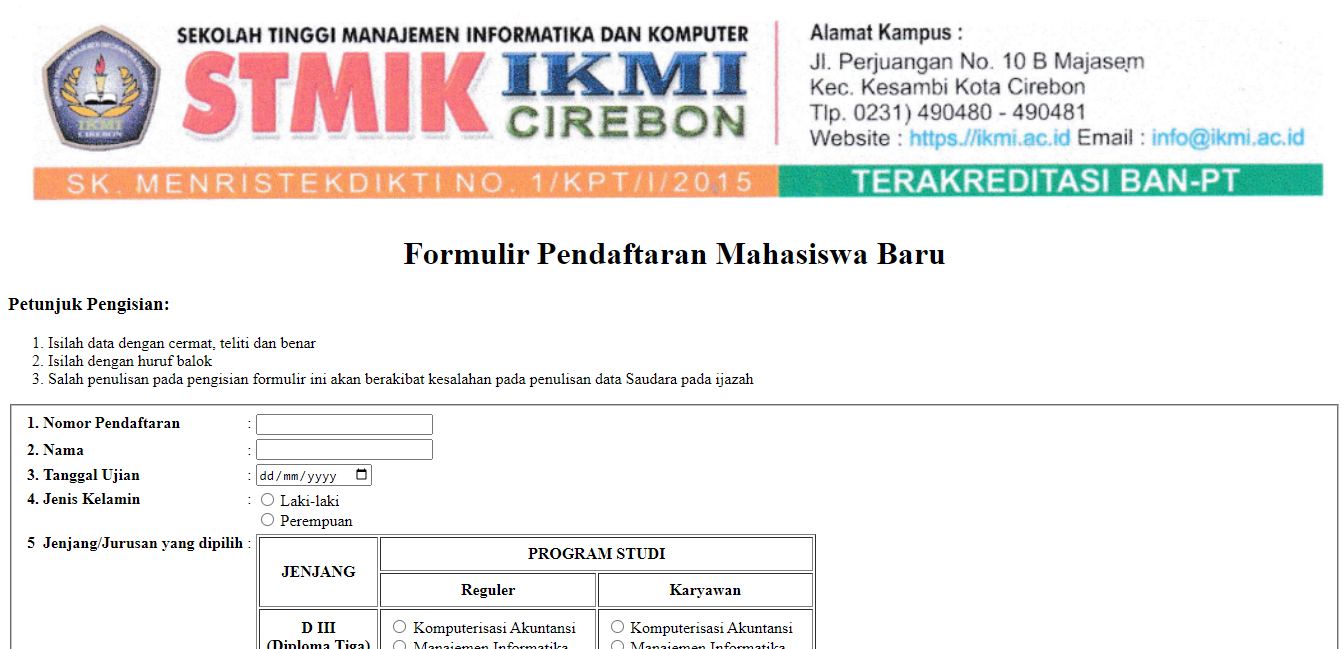 SEKOLAH TINGGI MANAJEMEN INFORMATIKA DAN KOMPUTER
STMIK IKMI
CIREBON
IKMI
CIREBON
Alamat Kampus :
Jl. Perjuangan No. 10 B Majasem
Kec. Kesambi Kota Cirebon
Tlp. 0231) 490480 - 490481
Website : https.//ikmi.ac.id Email : info@ikmi.ac.id
SK. MENRISTEKDIKTI NO. 1/KPT/I/2015
TERAKREDITASI BAN-PT
Formulir Pendaftaran Mahasiswa Baru
Petunjuk Pengisian:
1. Isilah data dengan cermat, teliti dan benar
2. Isilah dengan huruf balok
3. Salah penulisan pada pengisian formulir ini akan berakibat kesalahan pada penulisan data Saudara pada ijazah
1. Nomor Pendaftaran :
2. Nama :
3. Tanggal Ujian : dd/mm/yyyy
4. Jenis Kelamin : Laki-laki
Perempuan
5 Jenjang/Jurusan yang dipilih :
JENJANG
PROGRAM STUDI
Reguler Karyawan
D III Komputerisasi Akuntansi Komputerisasi Akuntansi
(Diploma Tiga) Manajemen Informatika Manajemen Informatika